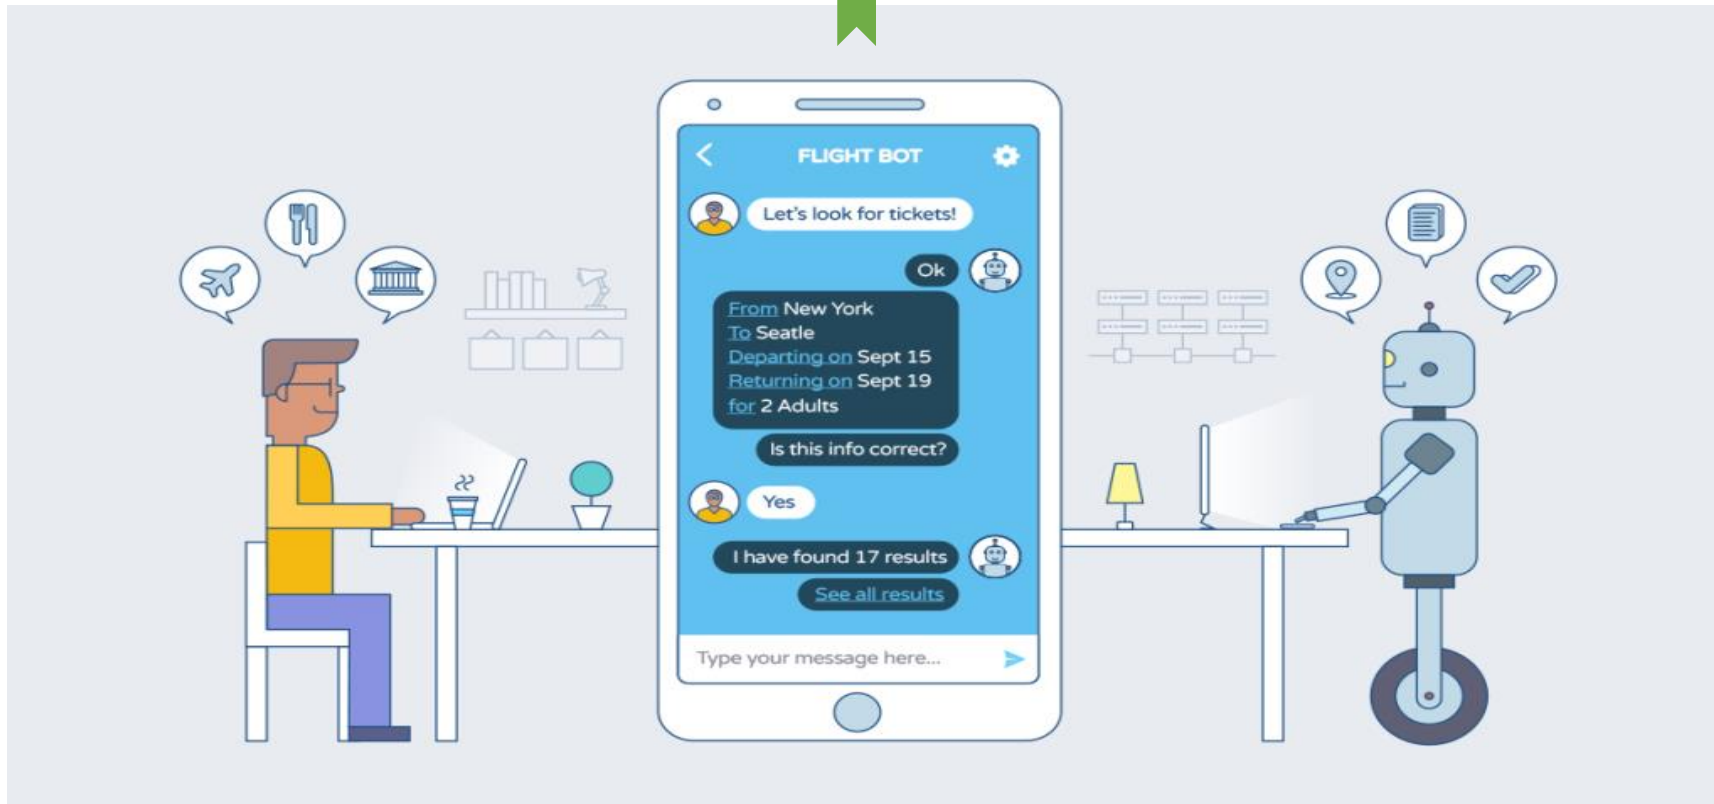 FLIGHT BOT
Let's look for tickets!
Ok
From New York
To Seatle
Departing on Sept 15
Returning on Sept 19
for 2 Adults
Is this info correct?
Yes
I have found 17 results
See all results
Type your message here...